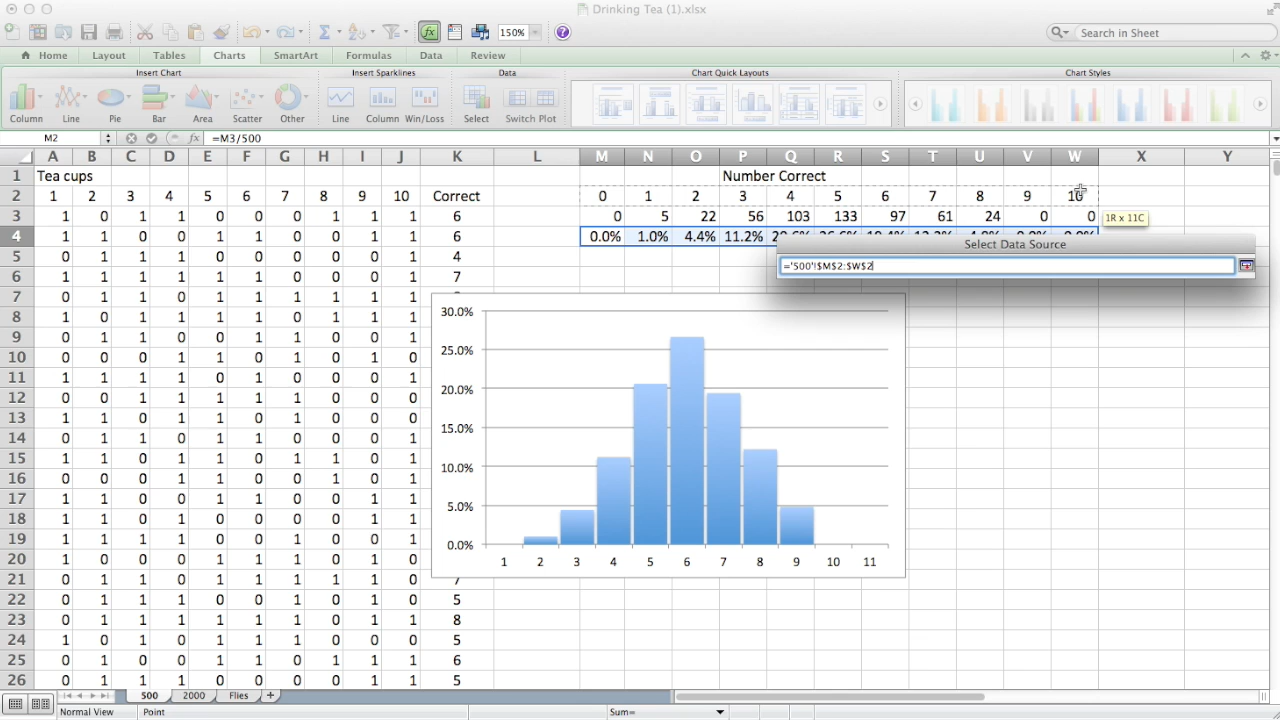 Drinking Tea (1).xlsx
150%
Search in Sheet
Home Layout Tables Charts SmartArt Formulas Data Review
Insert Chart Insert Sparklines Data Chart Quick Layouts Chart Styles
Column Line Pie Bar Area Scatter Other Line Column Win/Loss Select Switch Plot
M2 fx =M3/500
A B C D E F G H I J K L M N O P Q R S T U V W X Y
1 Tea cups Number Correct
2 1 2 3 4 5 6 7 8 9 10 Correct 0 1 2 3 4 5 6 7 8 9 10
3 1 0 1 1 0 0 0 1 1 1 6 0 5 22 56 103 133 97 61 24 0 0
1R x 11C
4 1 1 0 0 1 1 0 0 1 1 6 0.0% 1.0% 4.4% 11.2%
Select Data Source
5 0 1 1 0 0 0 1 0 0 1 4
='500'!$M$2:$W$2
6 1 1 1 1 0 1 0 0 1 1 7
7 0 1 0 1 1 1 1 1 0 1
8 1 0 1 1 1 1 0 1 0 1
9 0 1 1 0 0 1 1 0 0 1
10 0 0 0 1 1 0 1 0 1 0
11 1 1 1 1 0 1 0 0 0 1
12 0 0 1 1 1 1 0 0 0 1
13 1 1 0 1 1 0 1 1 0 1
14 0 1 1 0 1 1 0 0 0 1
15 1 1 0 1 1 0 1 0 0 1
16 0 0 1 1 0 0 0 1 0 1
17 1 1 0 0 1 1 0 0 1 1
18 1 1 0 1 0 0 0 0 1 1
19 1 1 1 1 0 1 0 0 0 1
20 1 0 0 0 1 1 1 0 1 0
21 0 1 1 1 1 1 1 1 0 1
22 0 0 1 1 0 0 1 0 1 0 5
23 0 1 1 1 1 1 1 0 1 1 8
24 1 0 1 0 1 1 0 0 1 0 5
25 0 1 0 0 1 1 0 1 1 1 6
26 0 1 1 1 0 0 0 0 1 1 5
30.0%
25.0%
20.0%
15.0%
10.0%
5.0%
0.0%
1 2 3 4 5 6 7 8 9 10 11
500 2000 Flies
Normal View Point Sum=